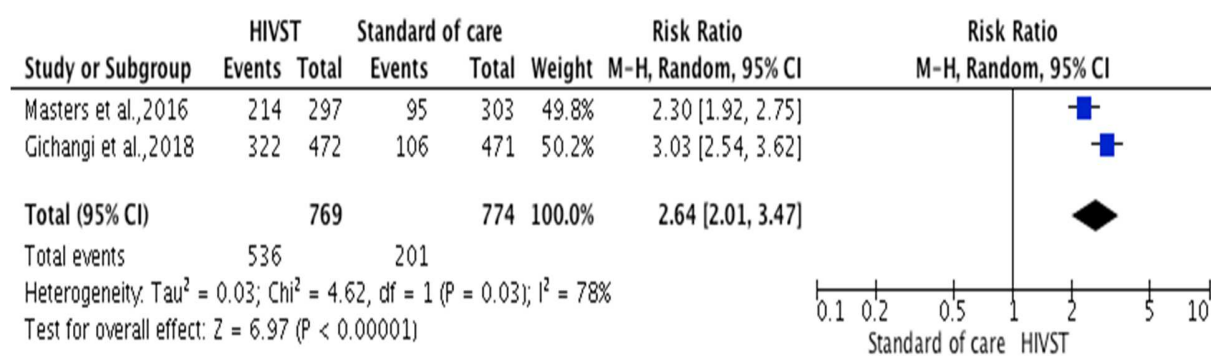 HIVST Standard of care Risk Ratio Risk Ratio
Study or Subgroup Events Total Events Total Weight M-H, Random, 95% CI M-H, Random, 95% CI
Masters et al.,2016 214 297 95 303 49.8% 2.30 [1.92, 2.75]
Gichangi et al.,2018 322 472 106 471 50.2% 3.03 [2.54, 3.62]
Total (95% CI) 769 774 100.0% 2.64 [2.01, 3.47]
Total events 536 201
Heterogeneity: Tau² = 0.03; Chi² = 4.62, df = 1 (P = 0.03); I² = 78%
Test for overall effect: Z = 6.97 (P < 0.00001)
0.1 0.2 0.5 1 2 5 10
Standard of care HIVST